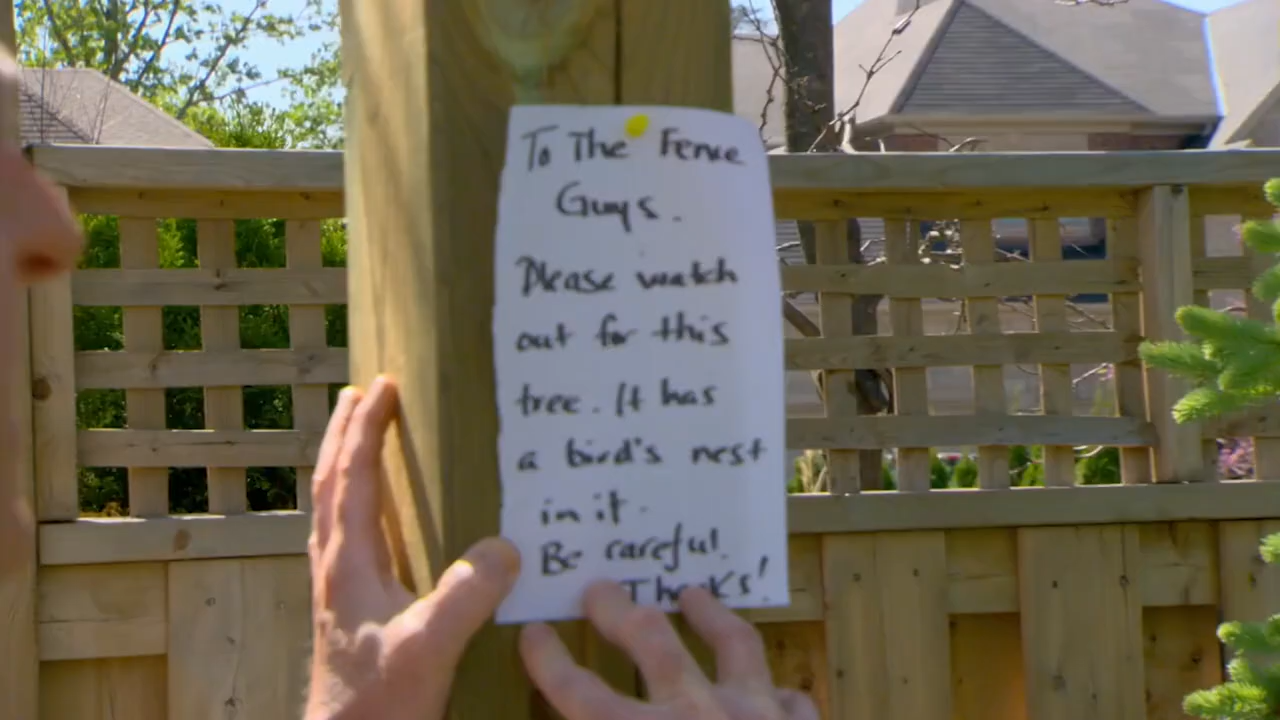 To The Fence
Guys.
Please watch
out for this
tree. It has
a bird's nest
in it.
Be careful.
Thanks!